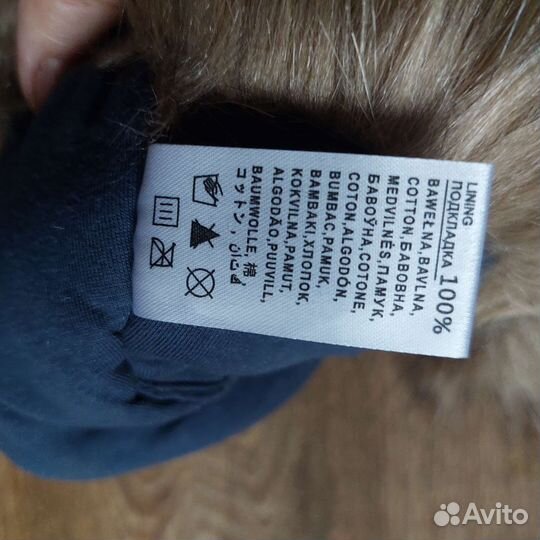 LINING
ПОДКЛАДКА 100%
BAWEŁNA,BAVLNA,
COTTON,БАВОВНА,
MEDVILNĖS,ПАМУК,
БАВОЎНА,COTONE,
COTON,ALGODÓN,
BUMBAC,PAMUK,
BAMBAKI,ХЛОПОК,
KOKVILNA,PAMUT,
ALGODÃO,PUUVILL,
BAUMWOLLE, 棉,
コットン,
Avito